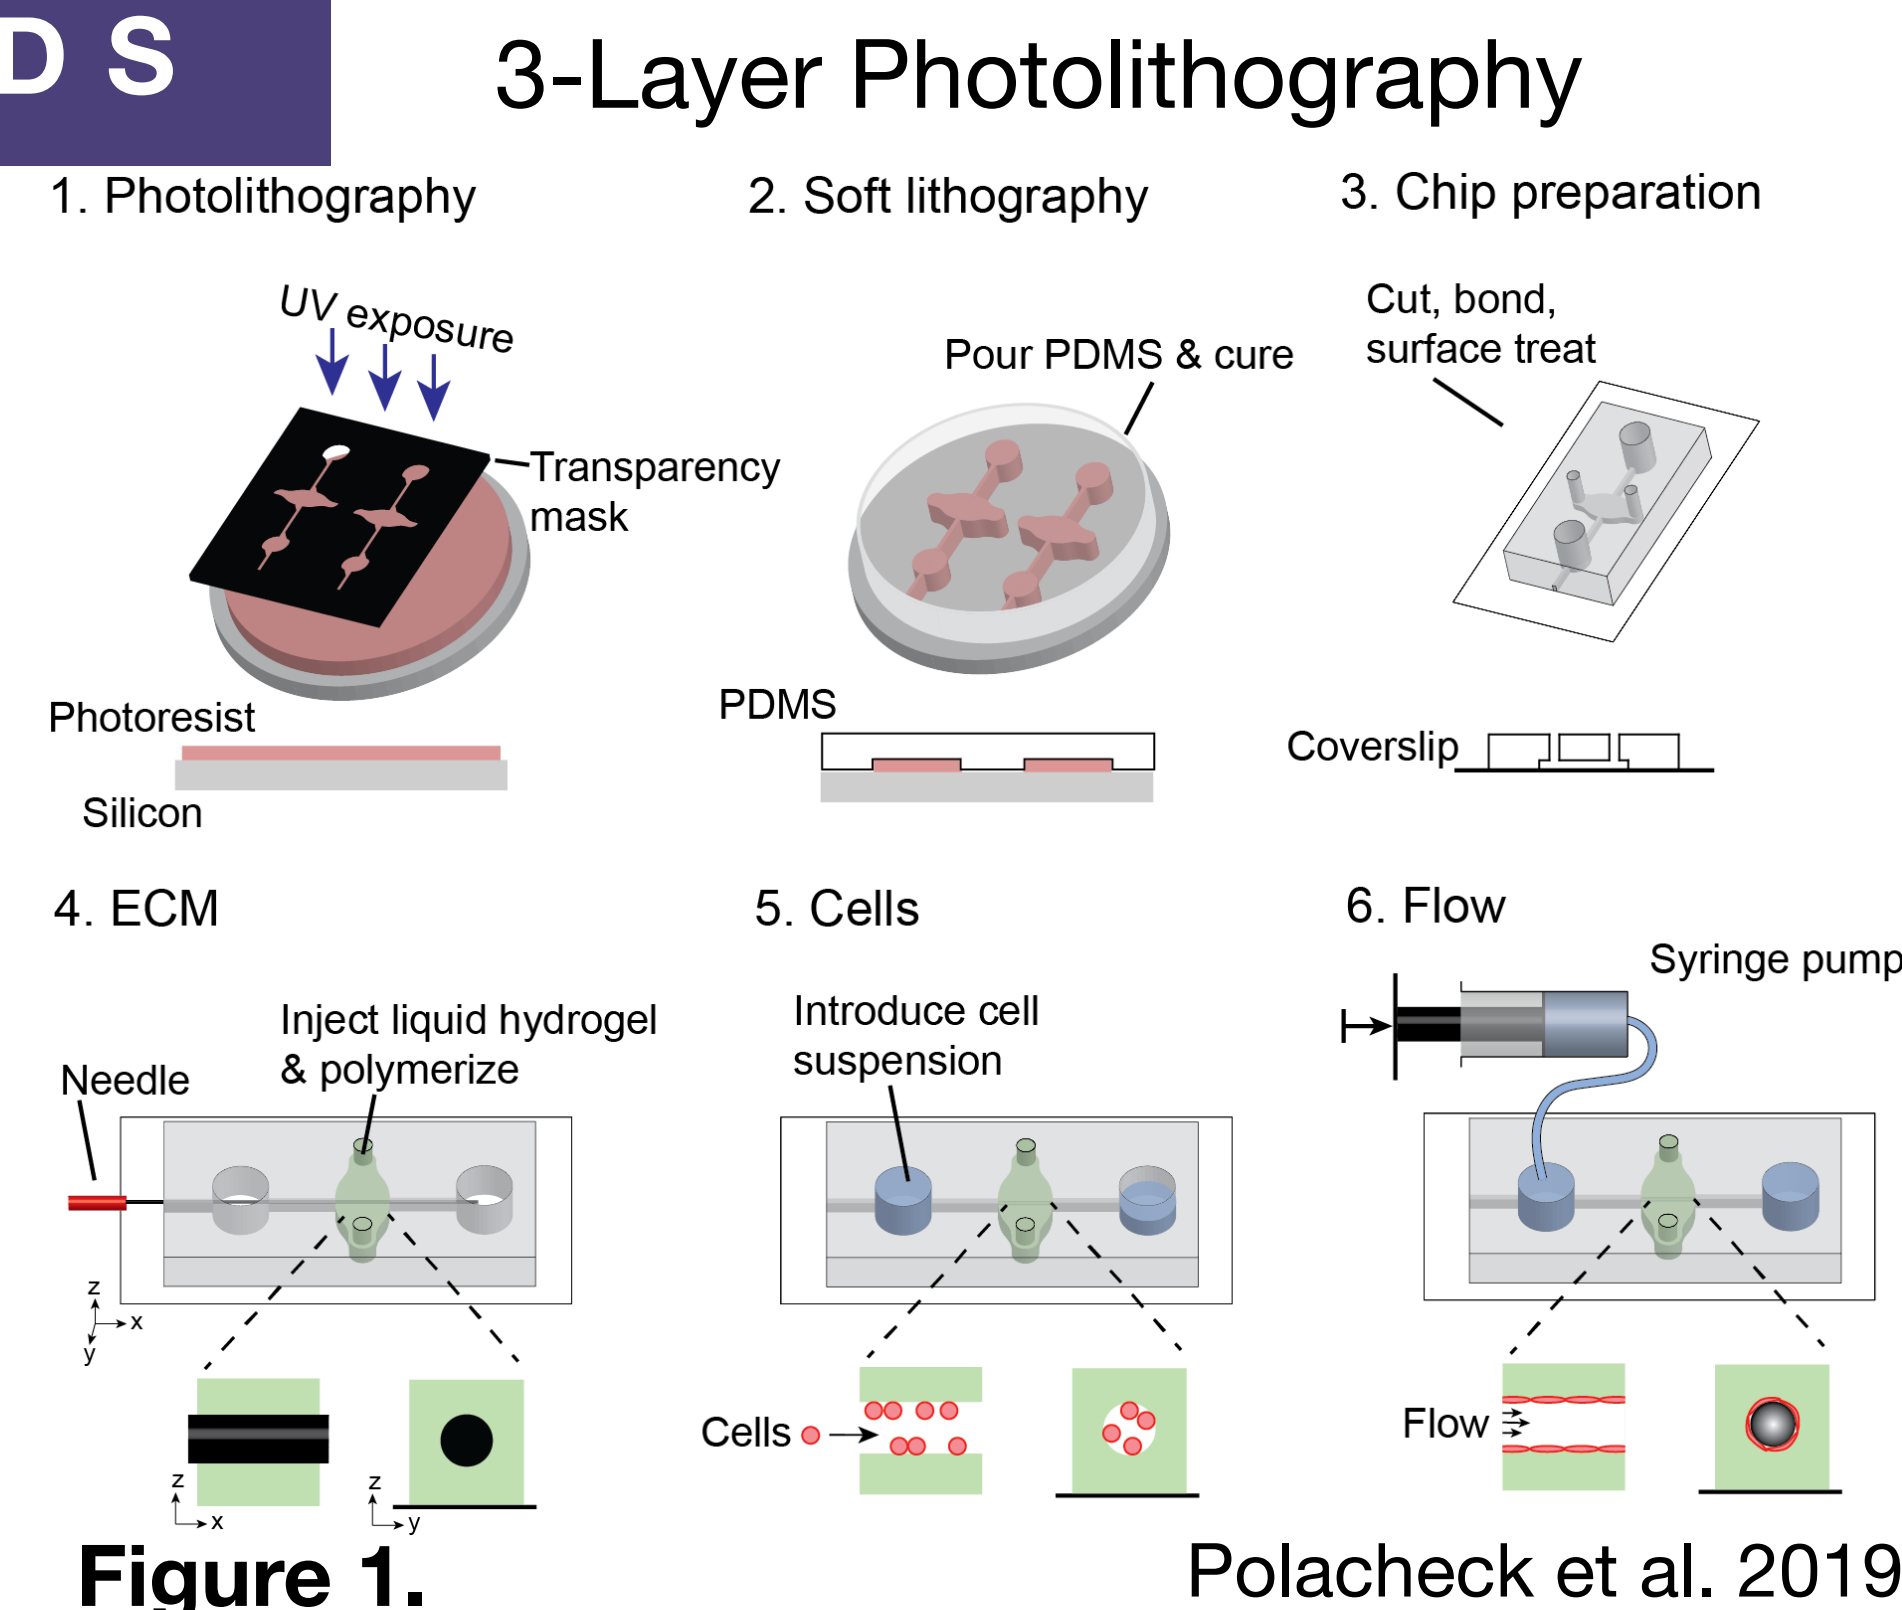 D S
3-Layer Photolithography
1. Photolithography
2. Soft lithography
3. Chip preparation
UV exposure
Transparency
mask
Photoresist
Silicon
Pour PDMS & cure
PDMS
Cut, bond,
surface treat
Coverslip
4. ECM
5. Cells
6. Flow
Inject liquid hydrogel
& polymerize
Needle
z
x
y
z
x
z
y
Introduce cell
suspension
Cells
Syringe pump
Flow
Figure 1.
Polacheck et al. 2019